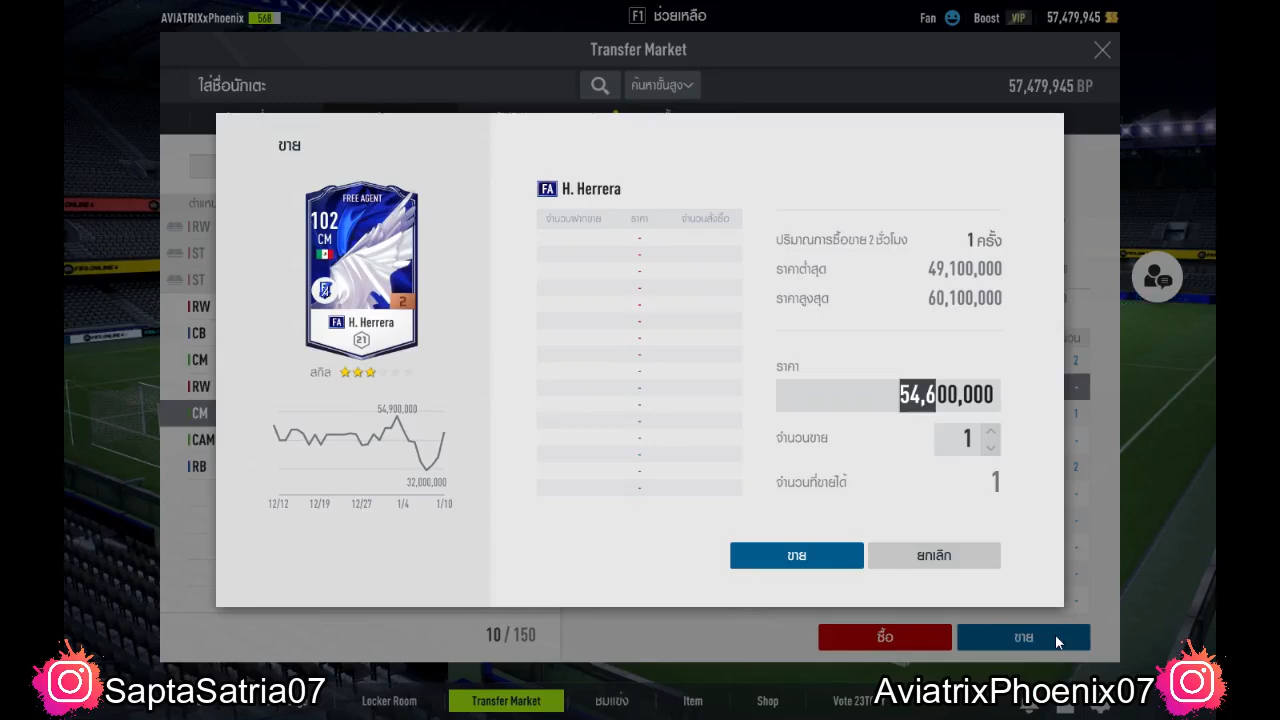 AVIATRIXxPhoenix 568
F1 ช่วยเหลือ
Fan Boost VIP 57,479,945
Transfer Market
ใส่ชื่อนักเตะ
ค้นหาขั้นสูง
57,479,945 BP
ขาย
FREE AGENT
102
CM
2
FA H. Herrera
21
สกิล
54,900,000
32,000,000
12/12 12/19 12/27 1/4 1/10
FA H. Herrera
จำนวนฝากขาย ราคา จำนวนสั่งซื้อ
ปริมาณการซื้อขาย 2 ชั่วโมง 1 ครั้ง
ราคาต่ำสุด 49,100,000
ราคาสูงสุด 60,100,000
ราคา
54,600,000
จำนวนขาย 1
จำนวนที่ขายได้ 1
ขาย ยกเลิก
RW
ST
ST
RW
CB
CM 2
RW
CM 1
CAM
RB 2
10 / 150
ซื้อ ขาย
Locker Room Transfer Market ชมแข่ง Item Shop
SaptaSatria07
AviatrixPhoenix07